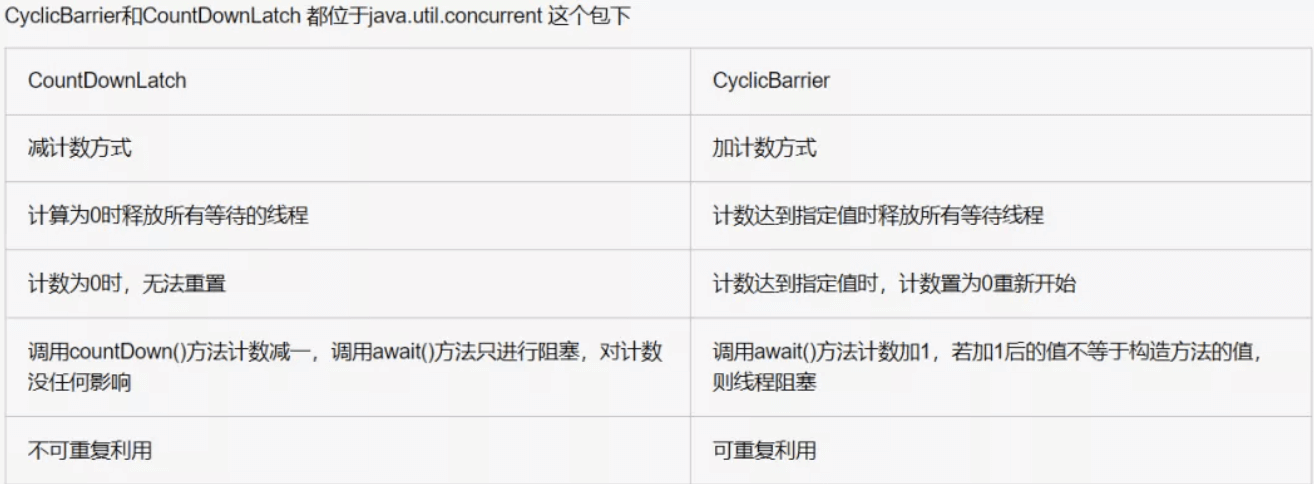 CyclicBarrier和CountDownLatch 都位于java.util.concurrent 这个包下
CountDownLatch
CyclicBarrier
减计数方式
加计数方式
计算为0时释放所有等待的线程
计数达到指定值时释放所有等待线程
计数为0时，无法重置
计数达到指定值时，计数置为0重新开始
调用countDown()方法计数减一，调用await()方法只进行阻塞，对计数
没任何影响
调用await()方法计数加1，若加1后的值不等于构造方法的值，
则线程阻塞
不可重复利用
可重复利用